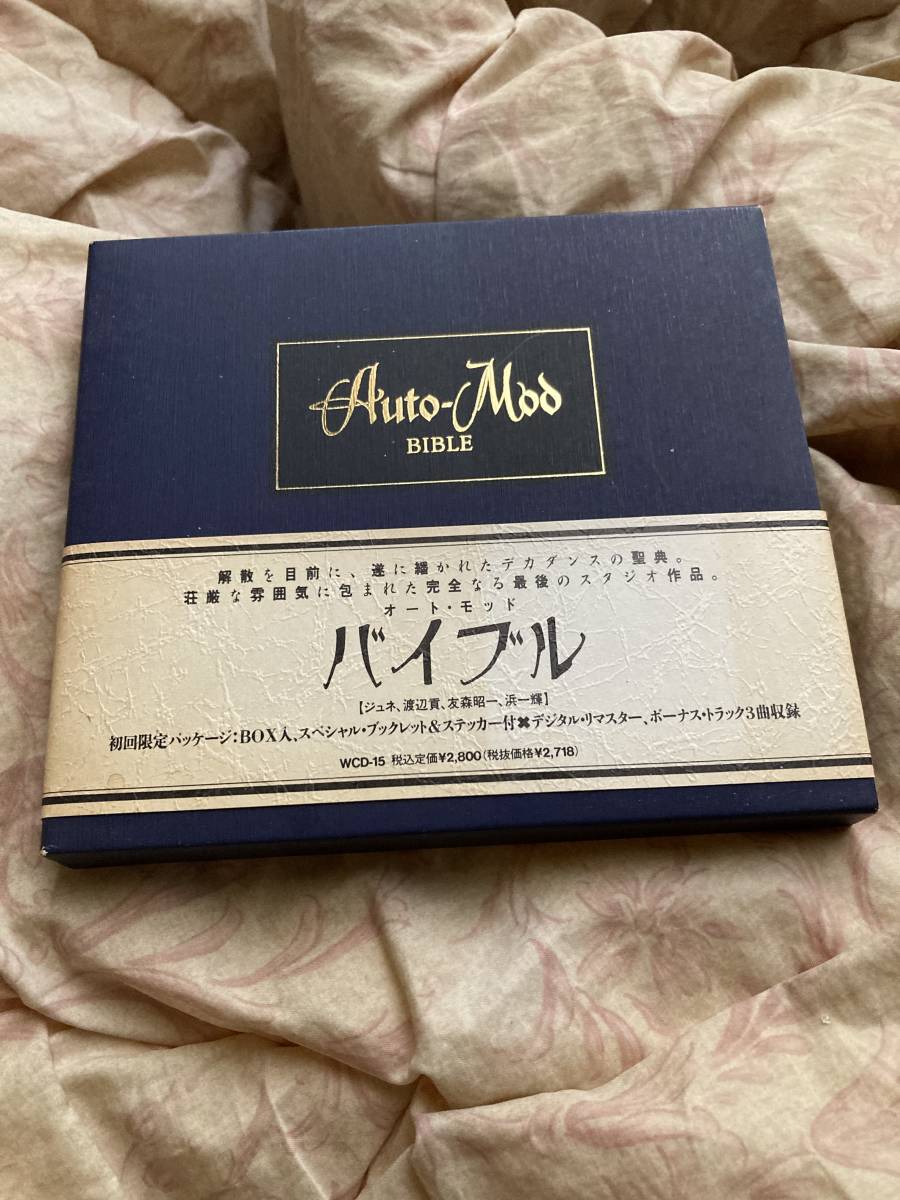 Auto-Mod
BIBLE
解散を目前に、遂に繙かれたデカダンスの聖典。
荘厳な雰囲気に包まれた完全なる最後のスタジオ作品。
オート・モッド
バイブル
【ジュネ、渡辺貢、友森昭一、浜一輝】
初回限定パッケージ:BOX入、スペシャル・ブックレット&ステッカー付✖デジタル・リマスター、ボーナス・トラック3曲収録
WCD-15 税込定価¥2,800(税抜価格¥2,718)